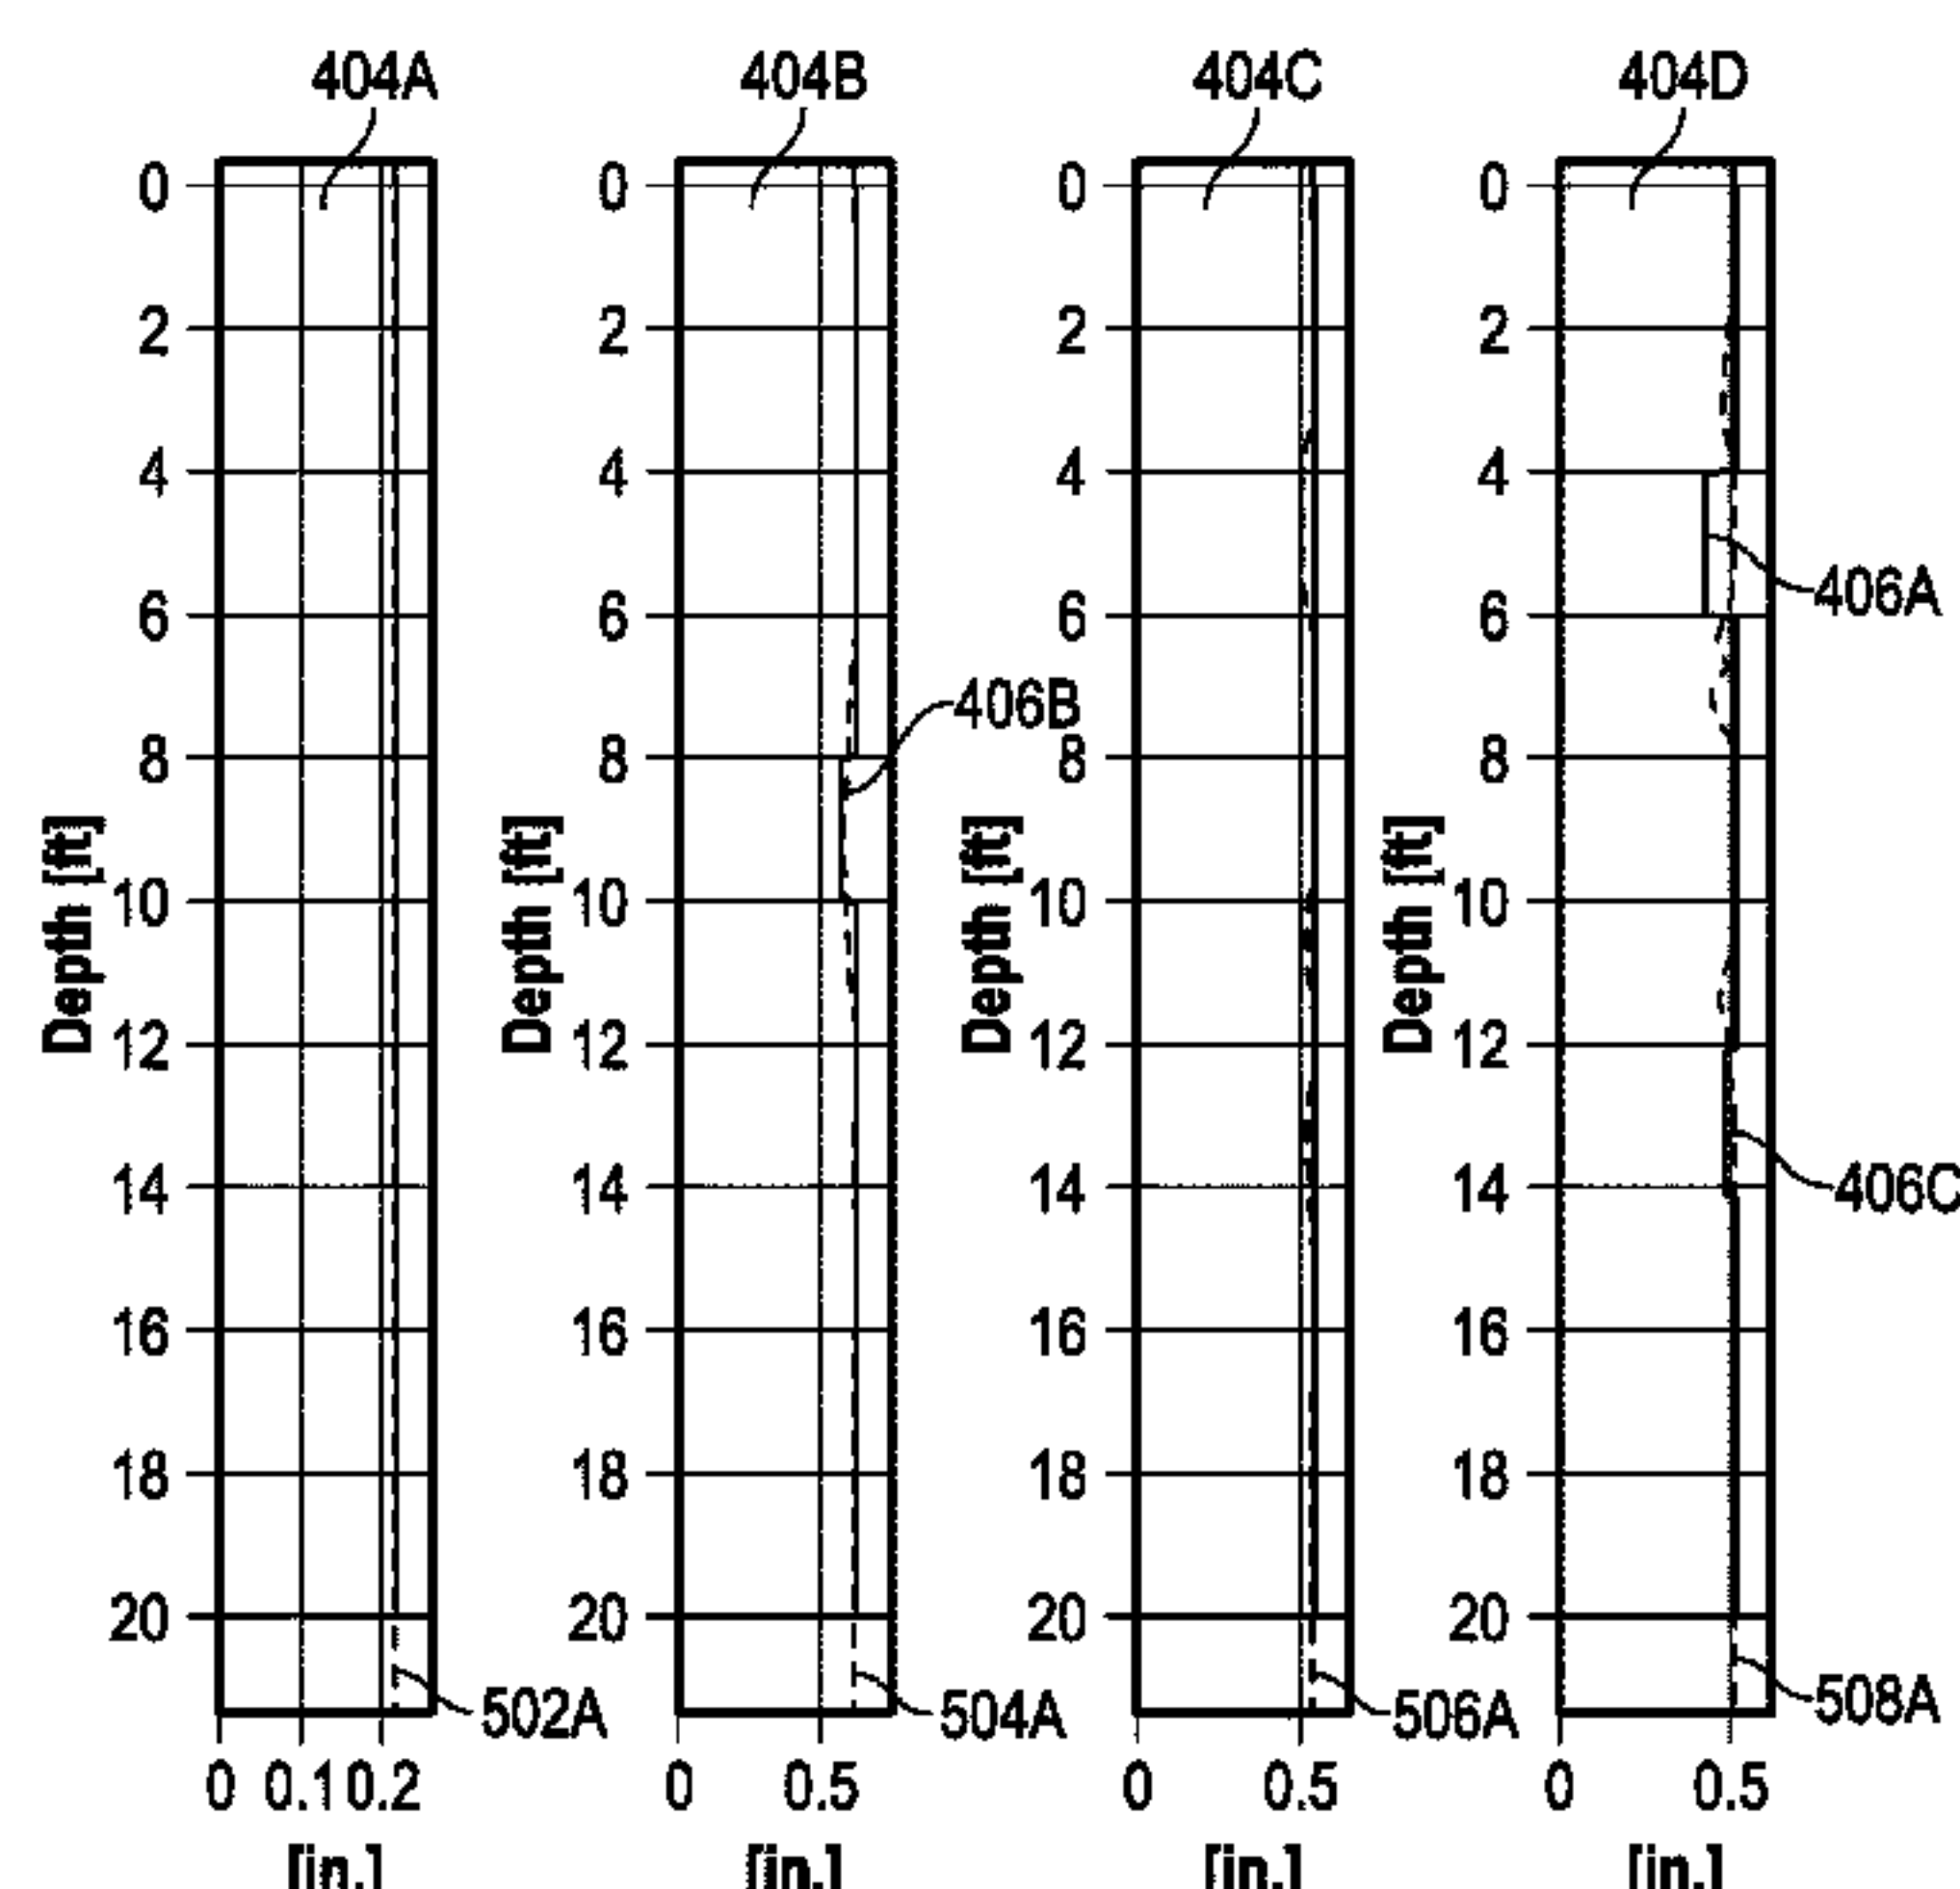 404A 404B 404C 404D
0 0 0 0
2 2 2 2
4 4 4 4
406A
6 6 6 6
406B
8 8 8 8
Depth [ft] Depth [ft] Depth [ft] Depth [ft]
10 10 10 10
12 12 12 12
14 14 14 14
406C
16 16 16 16
18 18 18 18
20 20 20 20
502A 504A 506A 508A
0 0.1 0.2 0 0.5 0 0.5 0 0.5
[in.] [in.] [in.] [in.]